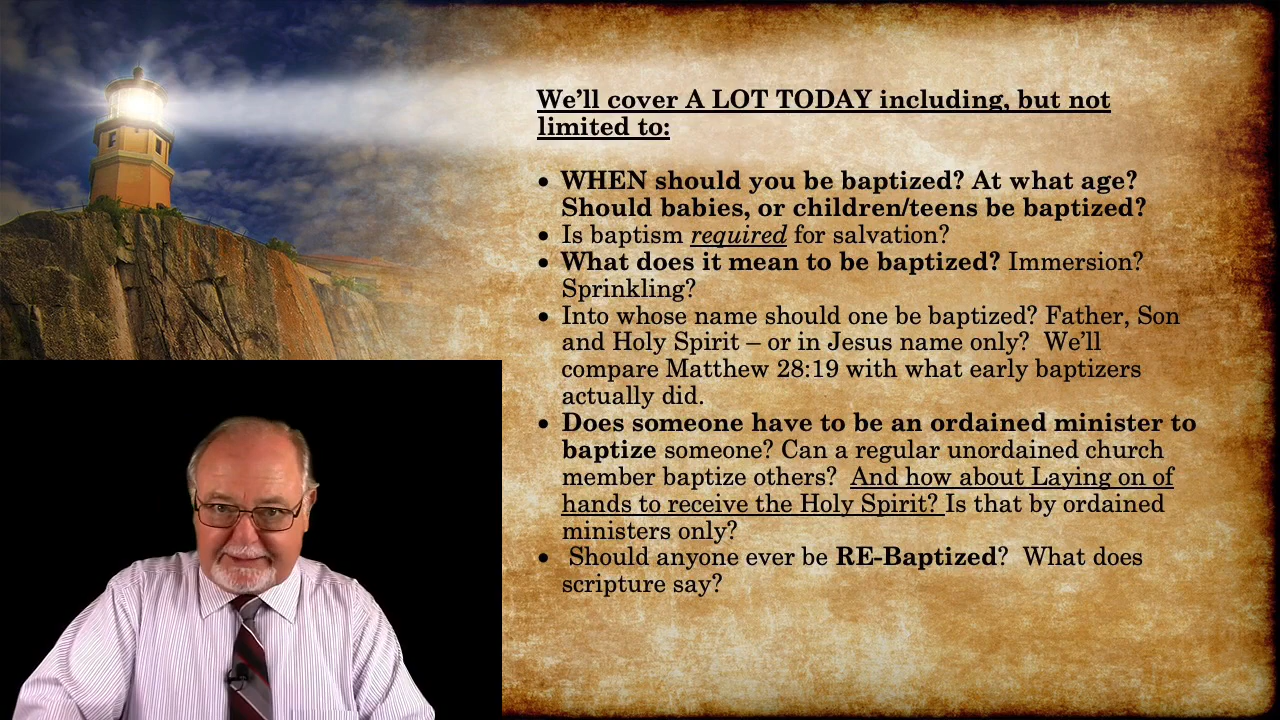 We’ll cover A LOT TODAY including, but not
limited to:
• WHEN should you be baptized? At what age?
Should babies, or children/teens be baptized?
• Is baptism required for salvation?
• What does it mean to be baptized? Immersion?
Sprinkling?
• Into whose name should one be baptized? Father, Son
and Holy Spirit – or in Jesus name only?  We’ll
compare Matthew 28:19 with what early baptizers
actually did.
• Does someone have to be an ordained minister to
baptize someone? Can a regular unordained church
member baptize others?  And how about Laying on of
hands to receive the Holy Spirit? Is that by ordained
ministers only?
• Should anyone ever be RE-Baptized?  What does
scripture say?